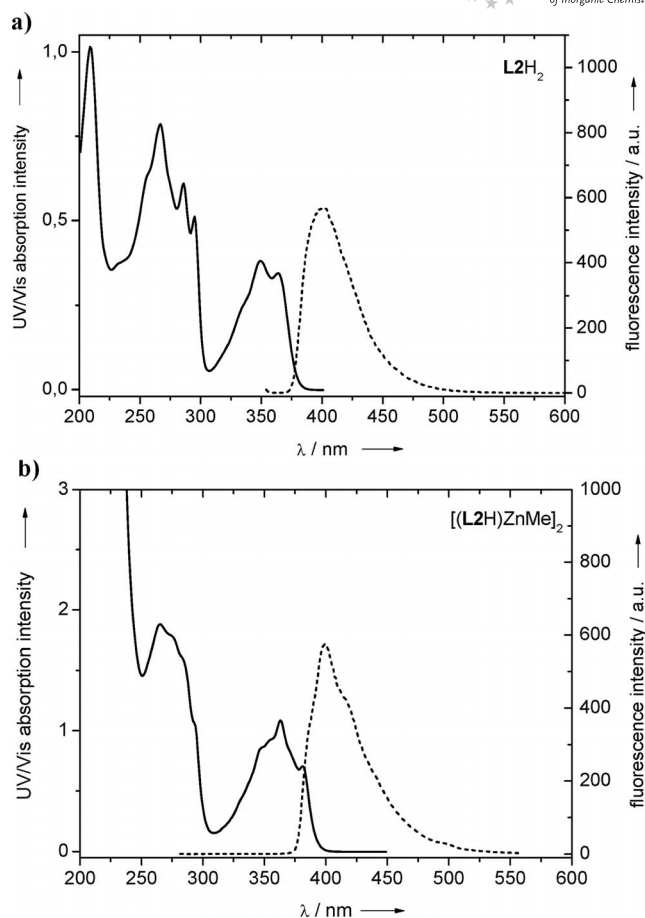 of Inorganic Chemis
a)
L2H₂
1,0
0,5
0,0
UV/Vis absorption intensity
1000
800
600
400
200
0
fluorescence intensity / a.u.
200 250 300 350 400 450 500 550 600
λ / nm
b)
[(L2H)ZnMe]₂
3
2
1
0
UV/Vis absorption intensity
1000
800
600
400
200
0
fluorescence intensity / a.u.
200 250 300 350 400 450 500 550 600
λ / nm